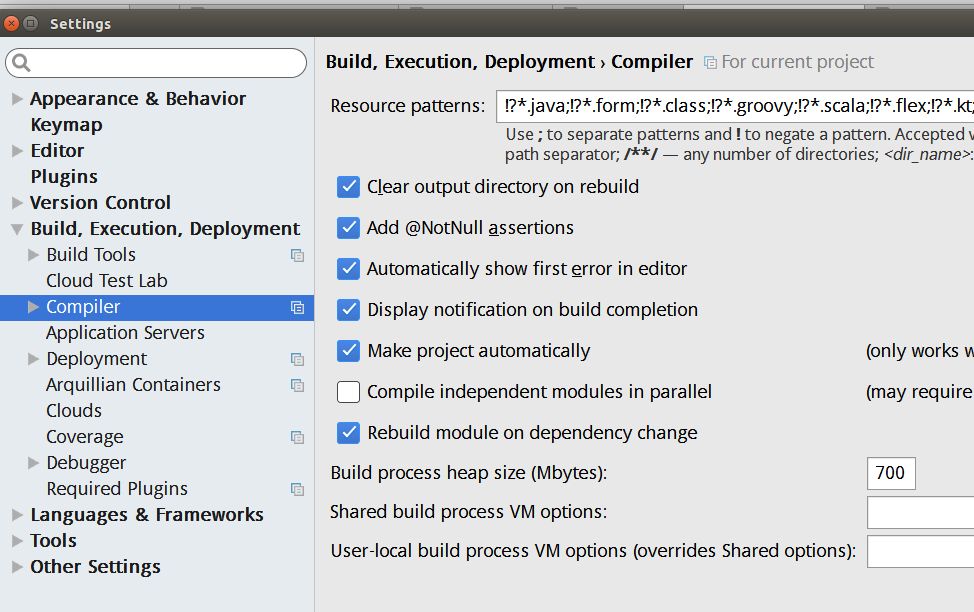 Settings
Appearance & Behavior
Keymap
Editor
Plugins
Version Control
Build, Execution, Deployment
Build Tools
Cloud Test Lab
Compiler
Application Servers
Deployment
Arquillian Containers
Clouds
Coverage
Debugger
Required Plugins
Languages & Frameworks
Tools
Other Settings
Build, Execution, Deployment › Compiler For current project
Resource patterns: !?*.java;!?*.form;!?*.class;!?*.groovy;!?*.scala;!?*.flex;!?*.kt;
Use ; to separate patterns and ! to negate a pattern. Accepted
path separator; /**/ — any number of directories; <dir_name>:
Clear output directory on rebuild
Add @NotNull assertions
Automatically show first error in editor
Display notification on build completion
Make project automatically (only works w
Compile independent modules in parallel (may require
Rebuild module on dependency change
Build process heap size (Mbytes): 700
Shared build process VM options:
User-local build process VM options (overrides Shared options):